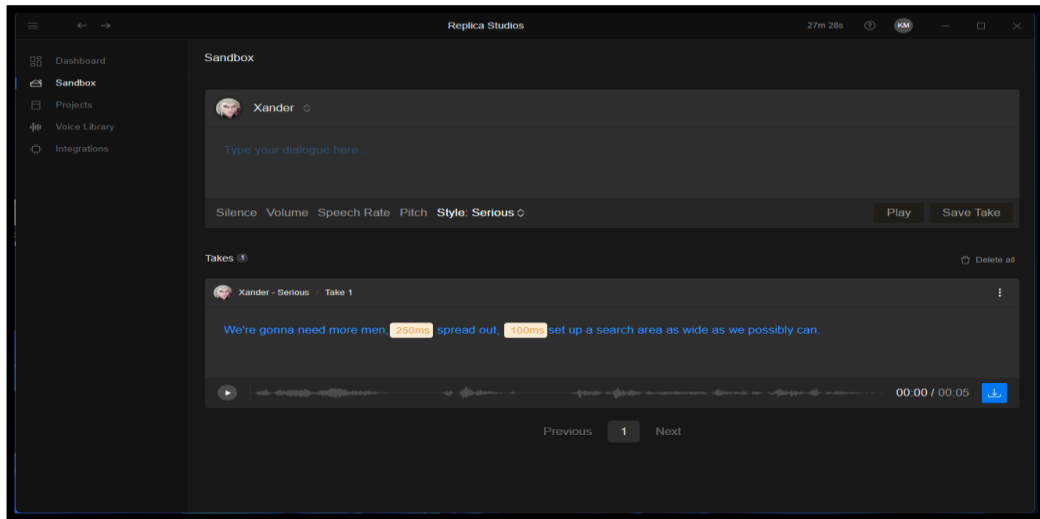 Replica Studios
27m 28s
KM
Dashboard
Sandbox
Projects
Voice Library
Integrations
Sandbox
Xander
Type your dialogue here...
Silence Volume Speech Rate Pitch Style: Serious
Play Save Take
Takes 1
Delete all
Xander - Serious / Take 1
We're gonna need more men, 250ms spread out, 100ms set up a search area as wide as we possibly can.
00:00 / 00:05
Previous 1 Next